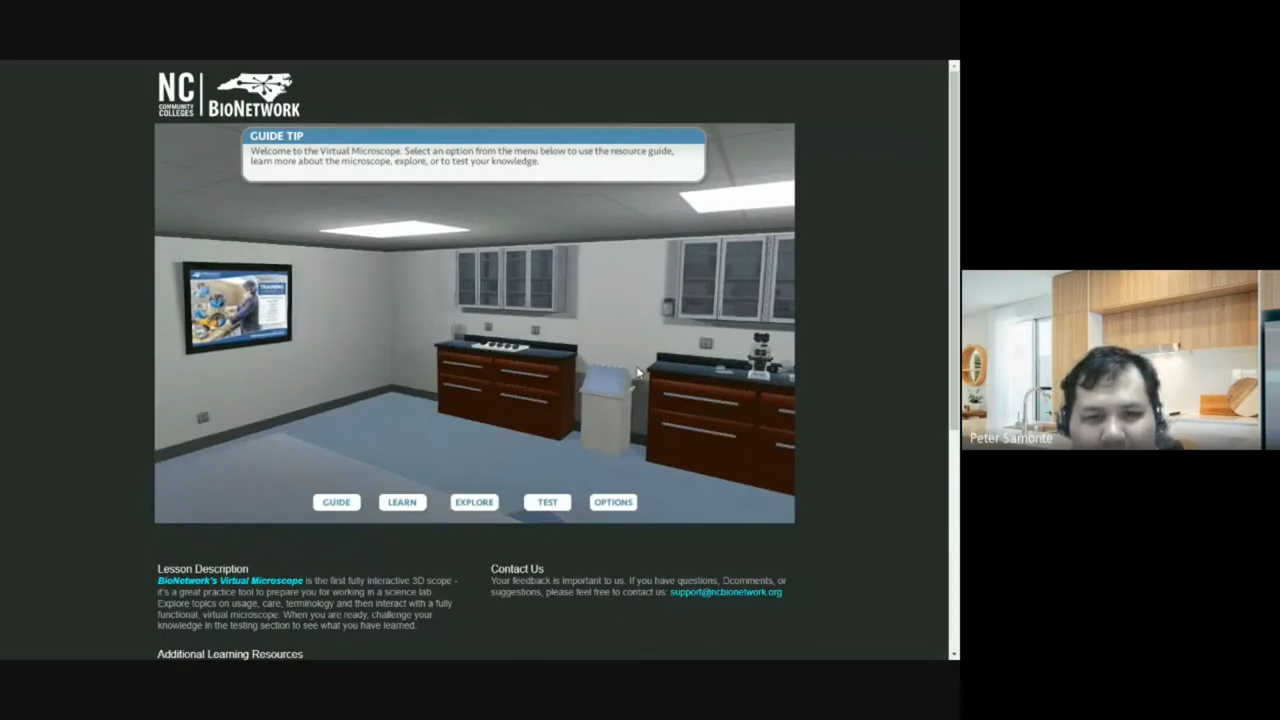 NC
COMMUNITY
COLLEGES
BIONETWORK
GUIDE TIP
Welcome to the Virtual Microscope. Select an option from the menu below to use the resource guide,
learn more about the microscope, explore, or to test your knowledge.
TRAINING
GUIDE LEARN EXPLORE TEST OPTIONS
Peter Samonte
Lesson Description
BioNetwork's Virtual Microscope is the first fully interactive 3D scope -
it's a great practice tool to prepare you for working in a science lab.
Explore topics on usage, care, terminology and then interact with a fully
functional, virtual microscope. When you are ready, challenge your
knowledge in the testing section to see what you have learned.
Additional Learning Resources
Contact Us
Your feedback is important to us. If you have questions, Dcomments, or
suggestions, please feel free to contact us: support@ncbionetwork.org